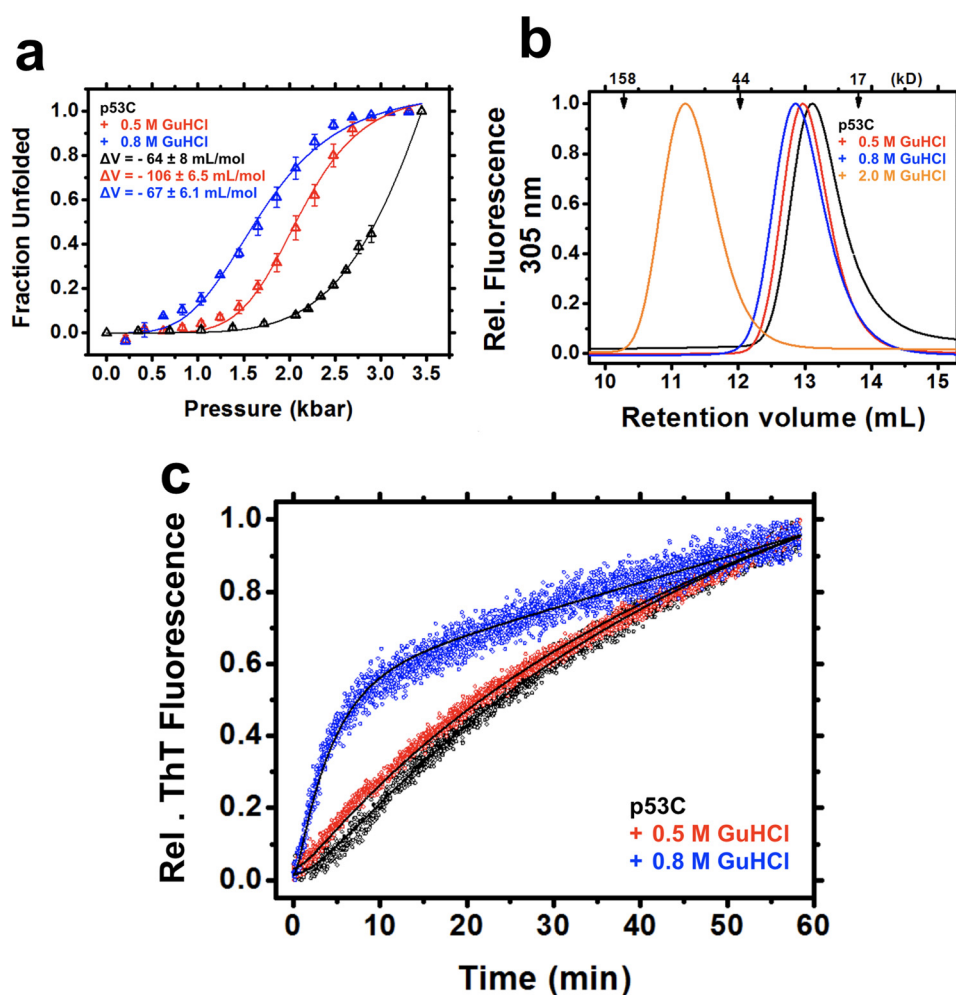 a
p53C
+ 0.5 M GuHCl
+ 0.8 M GuHCl
ΔV = - 64 ± 8 mL/mol
ΔV = - 106 ± 6.5 mL/mol
ΔV = - 67 ± 6.1 mL/mol
Fraction Unfolded
1.0
0.8
0.6
0.4
0.2
0.0
0.0 0.5 1.0 1.5 2.0 2.5 3.0 3.5
Pressure (kbar)
b
158 44 17 (kD)
p53C
+ 0.5 M GuHCl
+ 0.8 M GuHCl
+ 2.0 M GuHCl
Rel. Fluorescence
305 nm
1.0
0.8
0.6
0.4
0.2
0.0
10 11 12 13 14 15
Retention volume (mL)
c
Rel . ThT Fluorescence
1.0
0.8
0.6
0.4
0.2
0.0
p53C
+ 0.5 M GuHCl
+ 0.8 M GuHCl
0 10 20 30 40 50 60
Time (min)